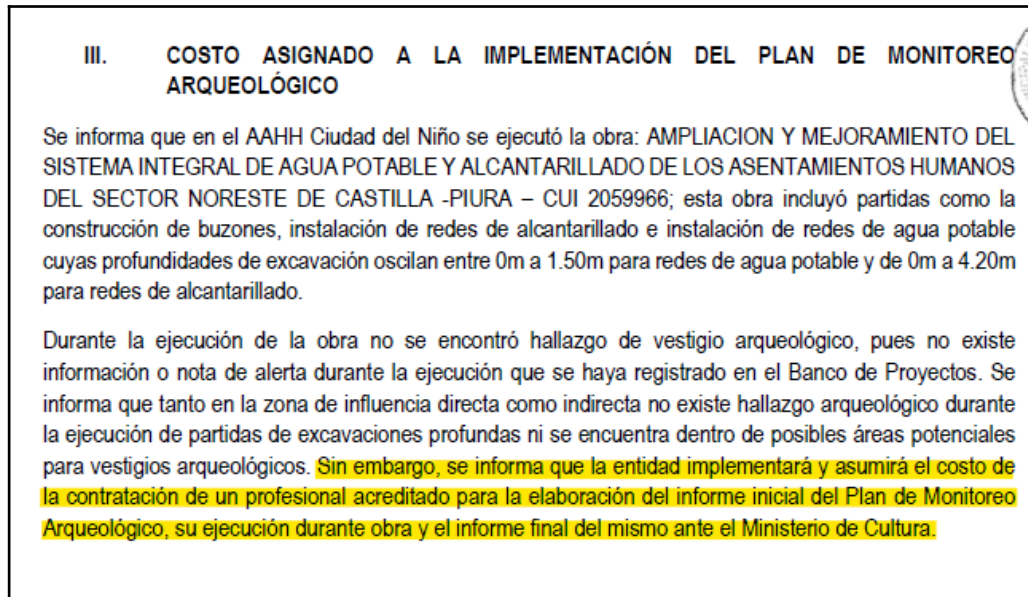 III. COSTO ASIGNADO A LA IMPLEMENTACIÓN DEL PLAN DE MONITOREO
ARQUEOLÓGICO
Se informa que en el AAHH Ciudad del Niño se ejecutó la obra: AMPLIACION Y MEJORAMIENTO DEL
SISTEMA INTEGRAL DE AGUA POTABLE Y ALCANTARILLADO DE LOS ASENTAMIENTOS HUMANOS
DEL SECTOR NORESTE DE CASTILLA -PIURA – CUI 2059966; esta obra incluyó partidas como la
construcción de buzones, instalación de redes de alcantarillado e instalación de redes de agua potable
cuyas profundidades de excavación oscilan entre 0m a 1.50m para redes de agua potable y de 0m a 4.20m
para redes de alcantarillado.
Durante la ejecución de la obra no se encontró hallazgo de vestigio arqueológico, pues no existe
información o nota de alerta durante la ejecución que se haya registrado en el Banco de Proyectos. Se
informa que tanto en la zona de influencia directa como indirecta no existe hallazgo arqueológico durante
la ejecución de partidas de excavaciones profundas ni se encuentra dentro de posibles áreas potenciales
para vestigios arqueológicos. Sin embargo, se informa que la entidad implementará y asumirá el costo de
la contratación de un profesional acreditado para la elaboración del informe inicial del Plan de Monitoreo
Arqueológico, su ejecución durante obra y el informe final del mismo ante el Ministerio de Cultura.